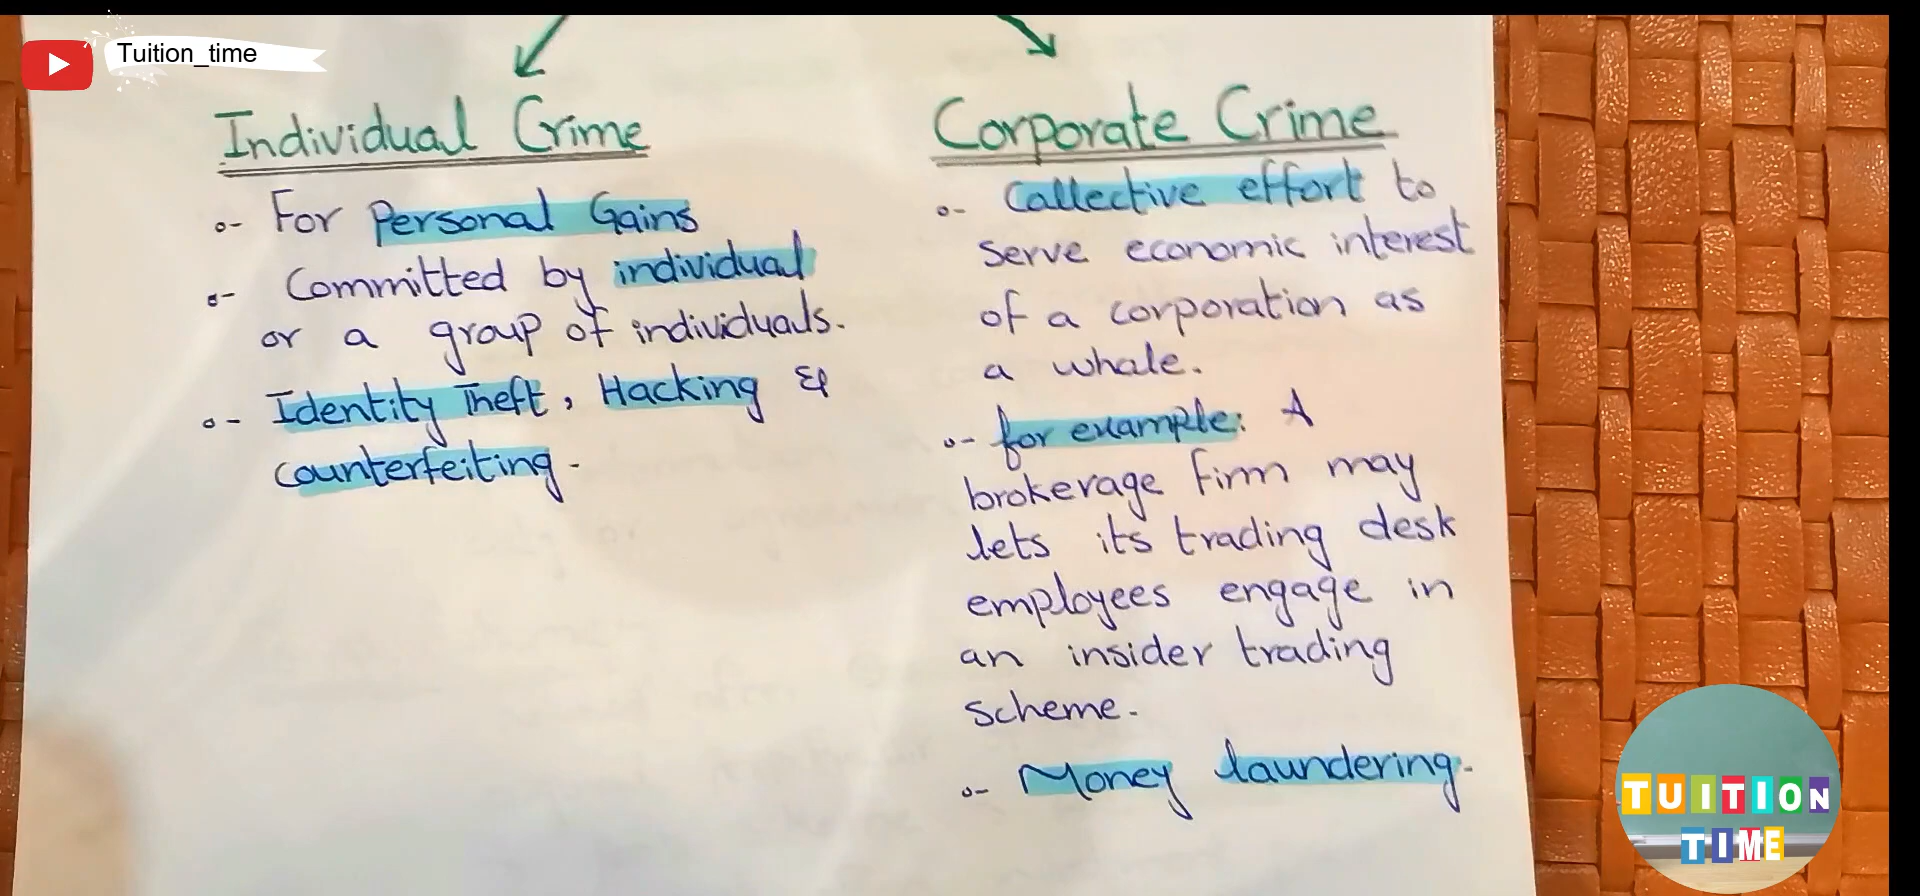 Tuition_time
Individual Crime
o- For Personal Gains
o- Committed by individual
or a group of individuals.
o- Identity Theft, Hacking &
counterfeiting.
Corporate Crime
o- Collective effort to
serve economic interest
of a corporation as
a whole.
o- for example: A
brokerage firm may
lets its trading desk
employees engage in
an insider trading
scheme.
o- Money laundering.
TUITION
TIME